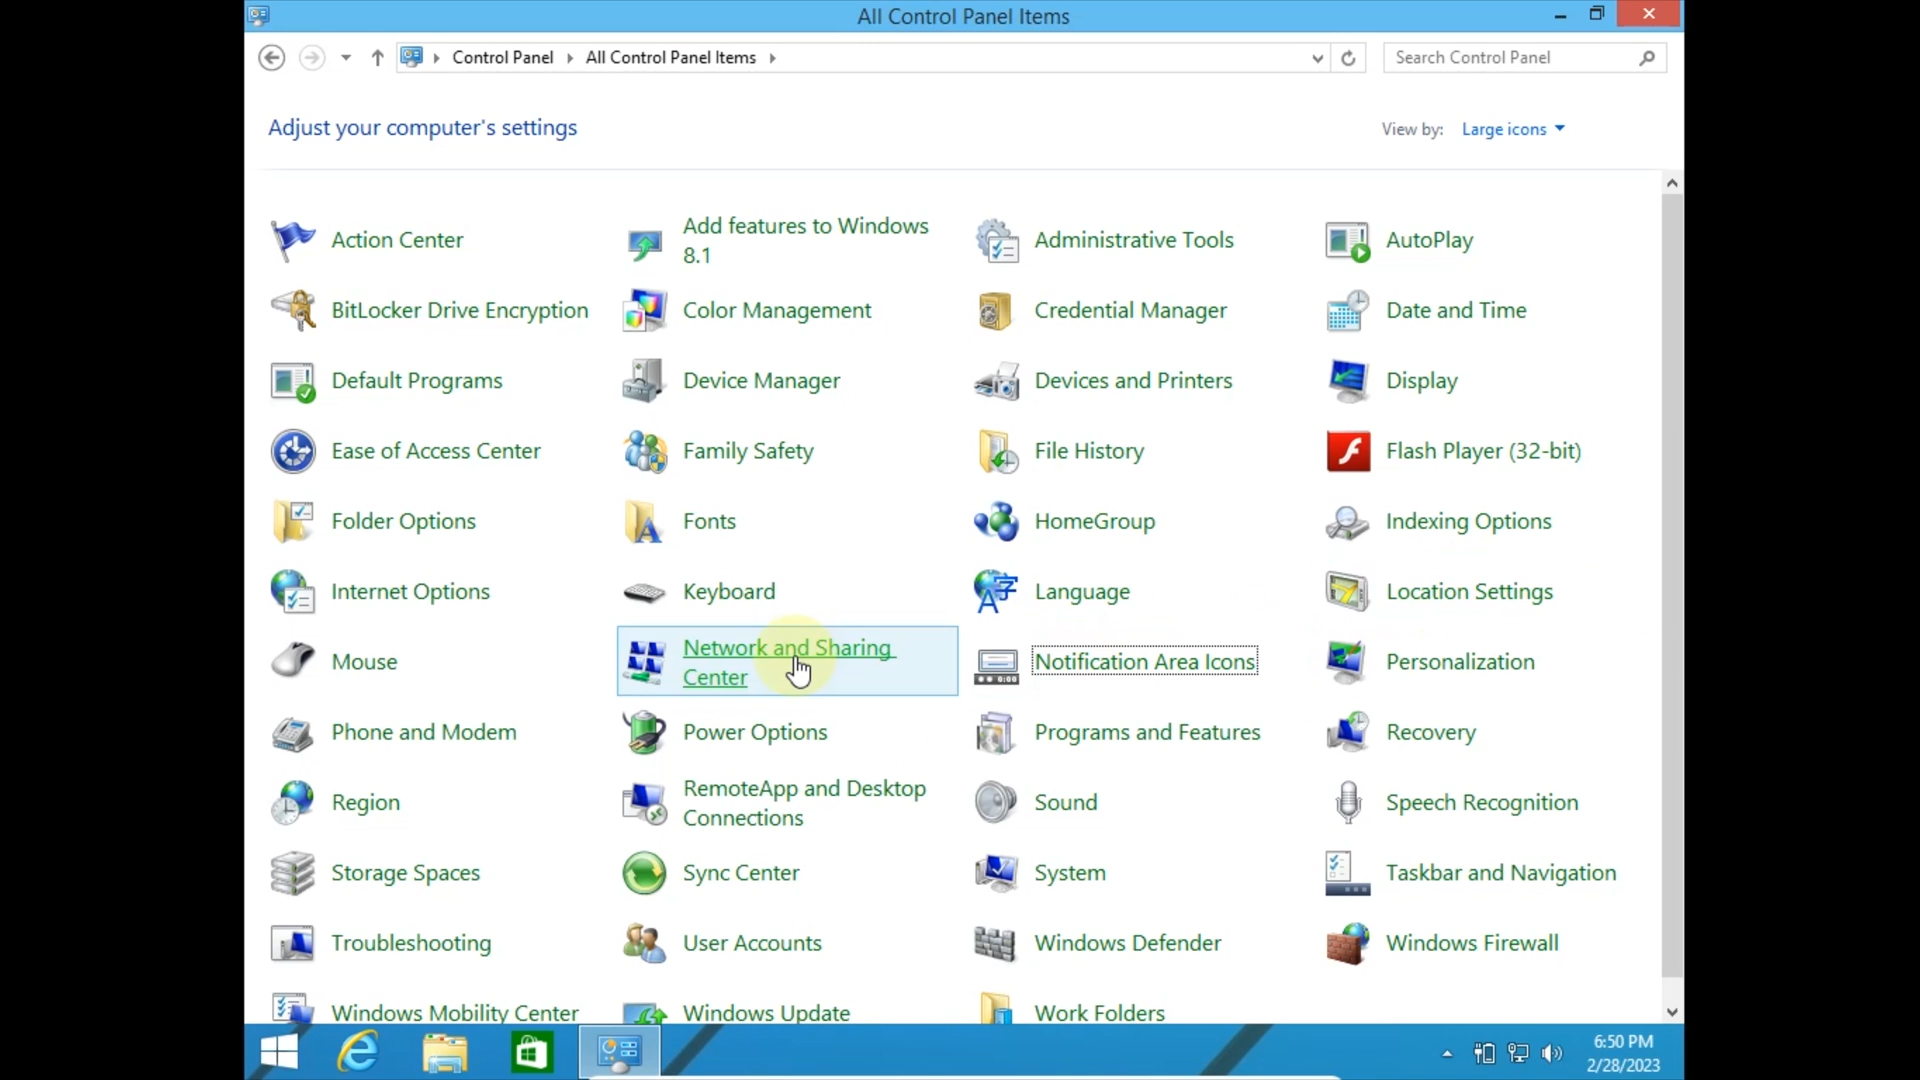 All Control Panel Items
Control Panel All Control Panel Items
Search Control Panel
Adjust your computer's settings
View by: Large icons
Action Center
Add features to Windows
8.1
Administrative Tools
AutoPlay
BitLocker Drive Encryption
Color Management
Credential Manager
Date and Time
Default Programs
Device Manager
Devices and Printers
Display
Ease of Access Center
Family Safety
File History
Flash Player (32-bit)
Folder Options
Fonts
HomeGroup
Indexing Options
Internet Options
Keyboard
Language
Location Settings
Mouse
Network and Sharing
Center
Notification Area Icons
Personalization
Phone and Modem
Power Options
Programs and Features
Recovery
Region
RemoteApp and Desktop
Connections
Sound
Speech Recognition
Storage Spaces
Sync Center
System
Taskbar and Navigation
Troubleshooting
User Accounts
Windows Defender
Windows Firewall
Windows Mobility Center
Windows Update
Work Folders
6:50 PM
2/28/2023